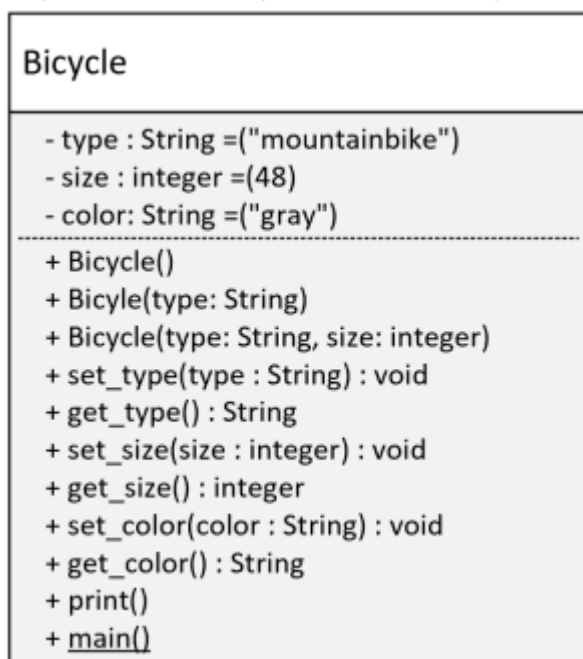 Bicycle
- type : String =("mountainbike")
- size : integer =(48)
- color: String =("gray")
+ Bicycle()
+ Bicyle(type: String)
+ Bicycle(type: String, size: integer)
+ set_type(type : String) : void
+ get_type() : String
+ set_size(size : integer) : void
+ get_size() : integer
+ set_color(color : String) : void
+ get_color() : String
+ print()
+ main()